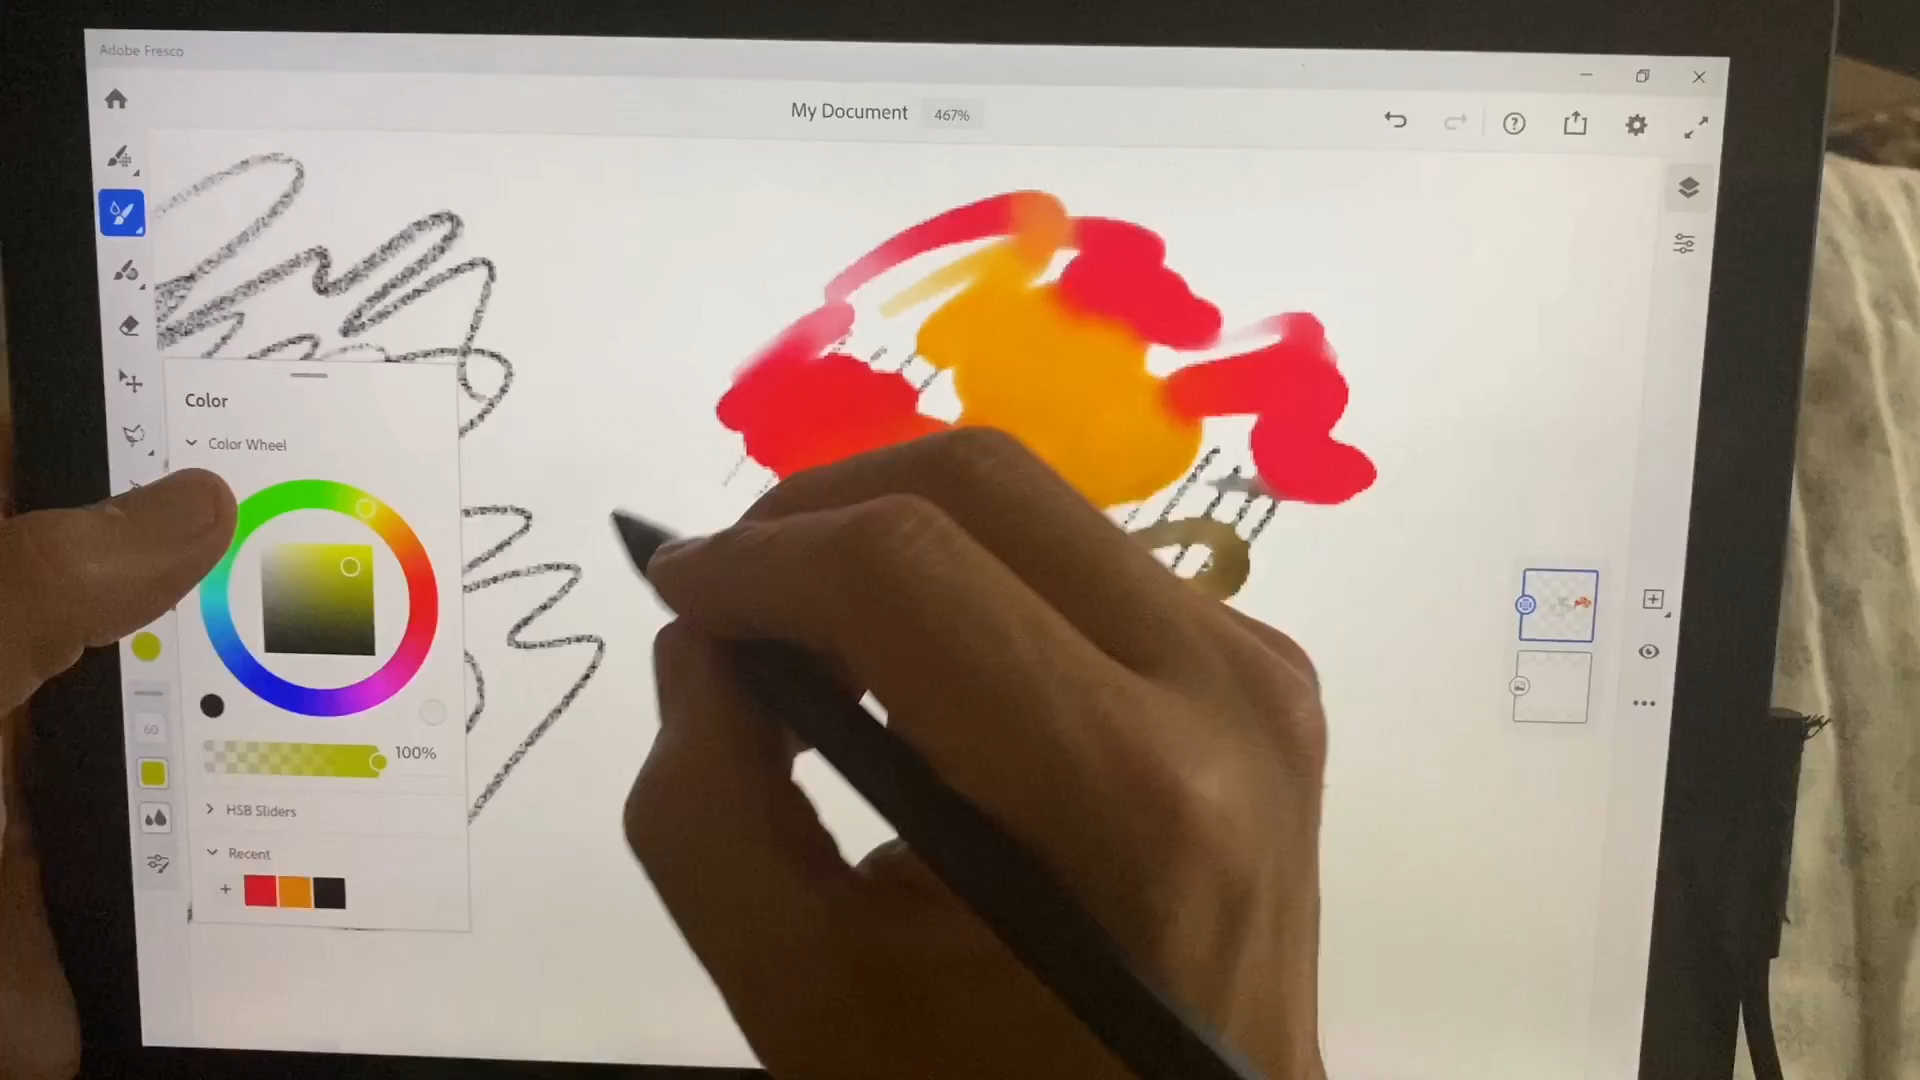 Adobe Fresco
My Document 467%
Color
Color Wheel
60
100%
HSB Sliders
Recent